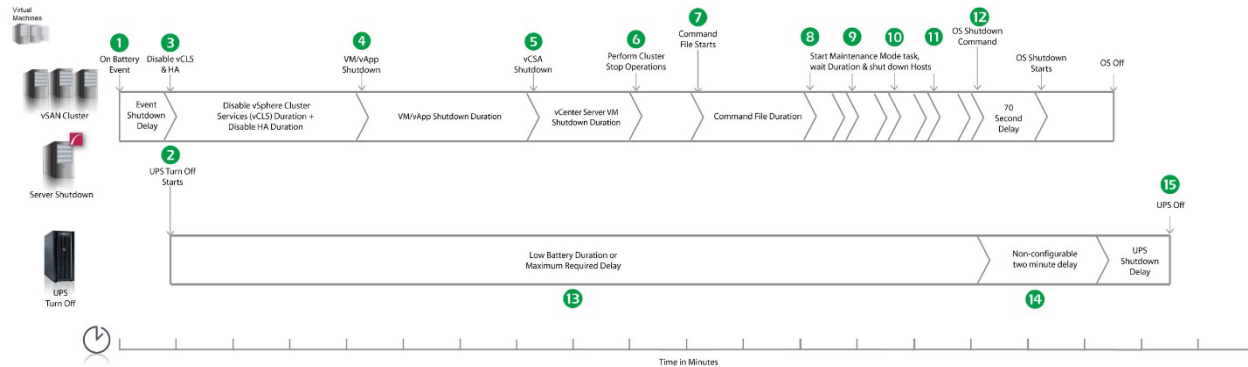 Virtual
Machines
1
On Battery
Event
3
Disable vCLS
& HA
4
VM/vApp
Shutdown
5
vCSA
Shutdown
6
Perform Cluster
Stop Operations
7
Command
File Starts
8
9
10
11
Start Maintenance Mode task,
wait Duration & shut down Hosts
12
OS Shutdown
Command
OS Shutdown
Starts
OS Off
vSAN Cluster
Event
Shutdown
Delay
Disable vSphere Cluster
Services (vCLS) Duration +
Disable HA Duration
VM/vApp Shutdown Duration
vCenter Server VM
Shutdown Duration
Command File Duration
70
Second
Delay
Server Shutdown
2
UPS Turn Off
Starts
15
UPS Off
Low Battery Duration or
Maximum Required Delay
Non-configurable
two minute delay
UPS
Shutdown
Delay
UPS
Turn Off
13
14
Time in Minutes